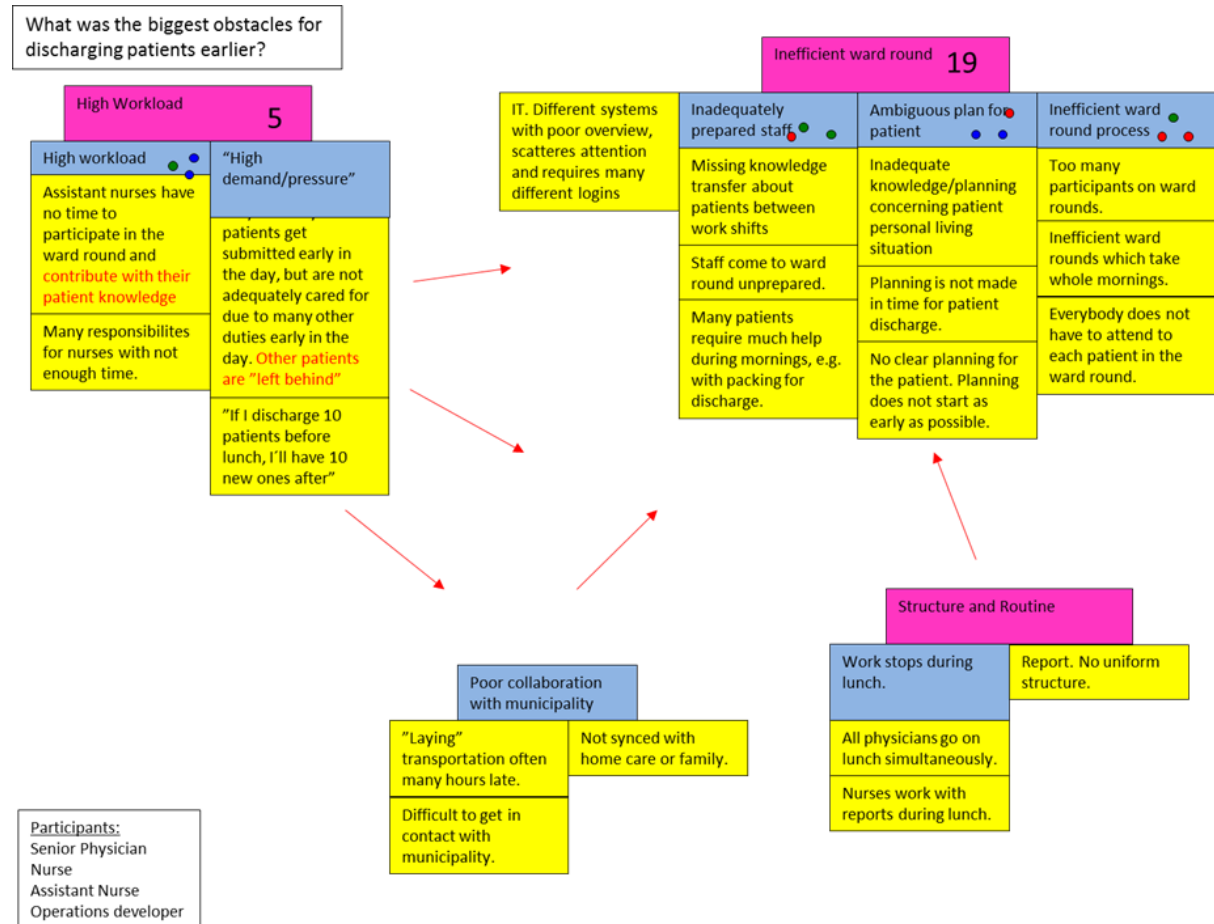 What was the biggest obstacles for
discharging patients earlier?
High Workload
5
High workload
Assistant nurses have
no time to
participate in the
ward round and
contribute with their
patient knowledge
Many responsibilites
for nurses with not
enough time.
“High
demand/pressure”
patients get
submitted early in
the day, but are not
adequately cared for
due to many other
duties early in the
day. Other patients
are ”left behind”
”If I discharge 10
patients before
lunch, I´ll have 10
new ones after”
Inefficient ward round
19
IT. Different systems
with poor overview,
scatteres attention
and requires many
different logins
Inadequately
prepared staff
Missing knowledge
transfer about
patients between
work shifts
Staff come to ward
round unprepared.
Many patients
require much help
during mornings, e.g.
with packing for
discharge.
Ambiguous plan for
patient
Inadequate
knowledge/planning
concerning patient
personal living
situation
Planning is not made
in time for patient
discharge.
No clear planning for
the patient. Planning
does not start as
early as possible.
Inefficient ward
round process
Too many
participants on ward
rounds.
Inefficient ward
rounds which take
whole mornings.
Everybody does not
have to attend to
each patient in the
ward round.
Poor collaboration
with municipality
”Laying”
transportation often
many hours late.
Difficult to get in
contact with
municipality.
Not synced with
home care or family.
Structure and Routine
Work stops during
lunch.
All physicians go on
lunch simultaneously.
Nurses work with
reports during lunch.
Report. No uniform
structure.
Participants:
Senior Physician
Nurse
Assistant Nurse
Operations developer